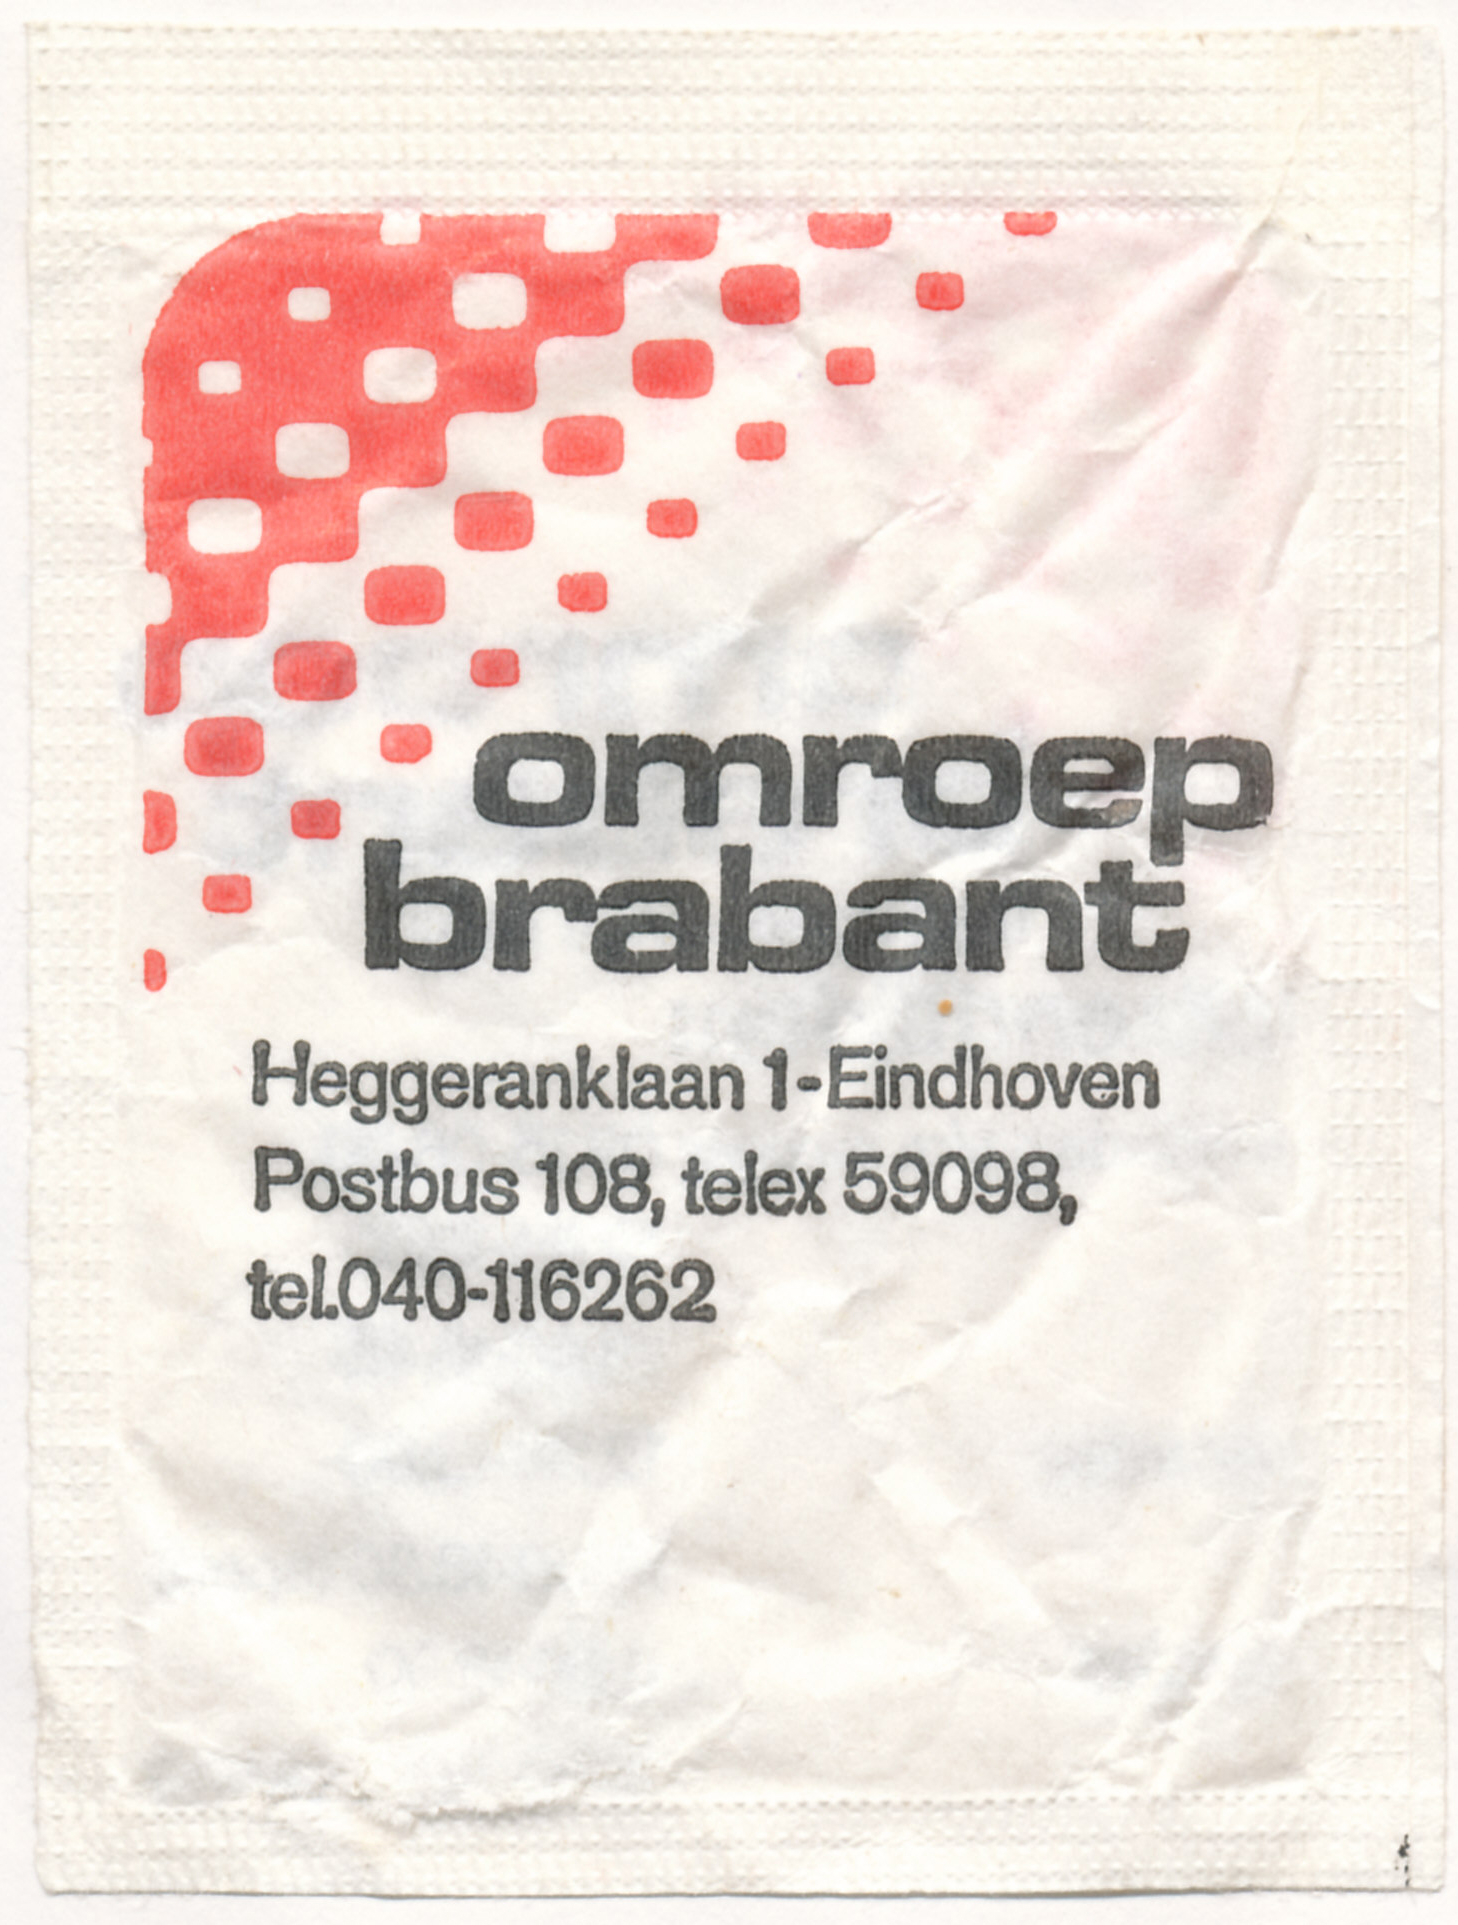 omroep
brabant
Heggeranklaan 1-Eindhoven
Postbus 108, telex 59098,
tel.040-116262